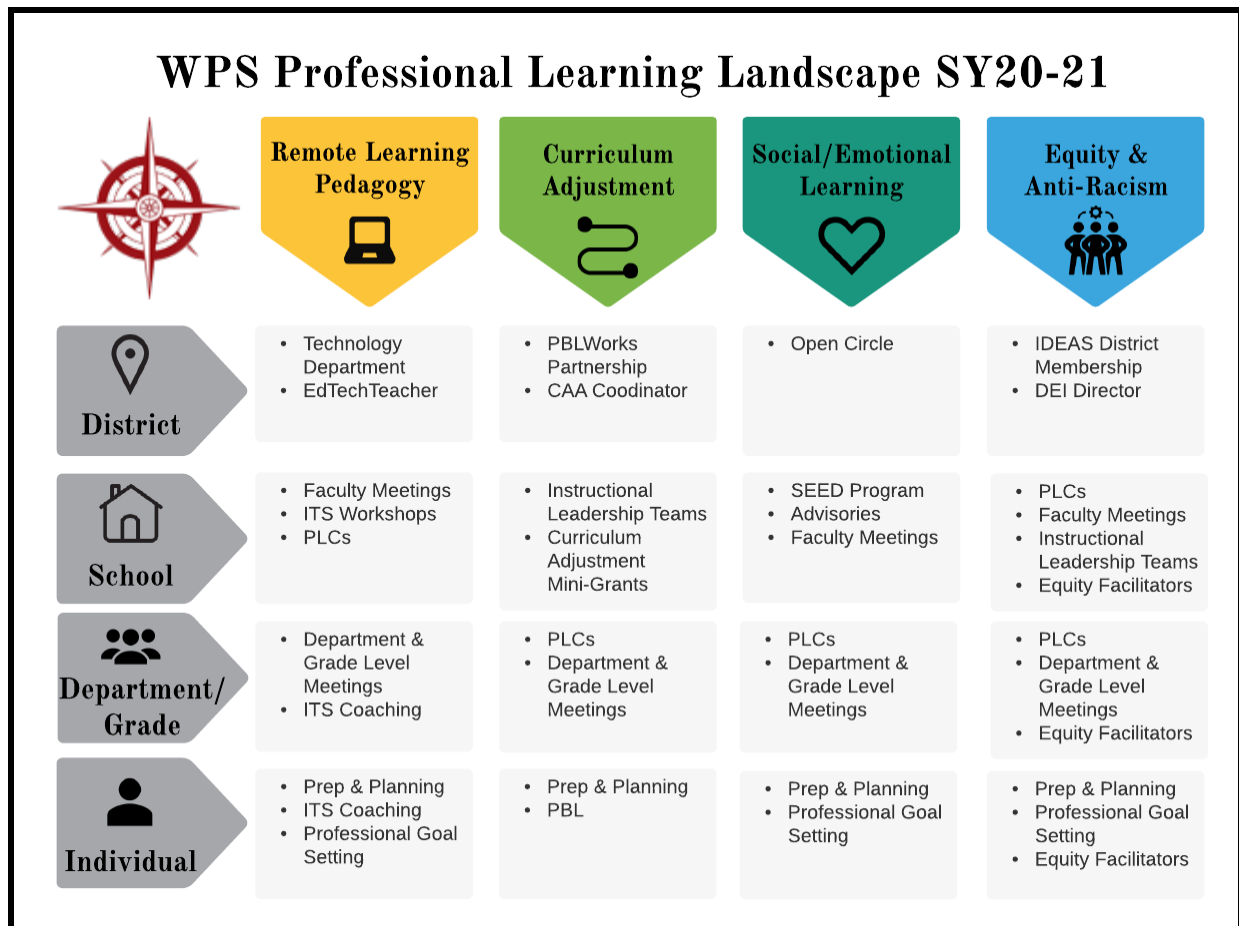 WPS Professional Learning Landscape SY20-21
Remote Learning
Pedagogy
Curriculum
Adjustment
Social/Emotional
Learning
Equity &
Anti-Racism
District
• Technology
Department
• EdTechTeacher
• PBLWorks
Partnership
• CAA Coodinator
• Open Circle
• IDEAS District
Membership
• DEI Director
School
• Faculty Meetings
• ITS Workshops
• PLCs
• Instructional
Leadership Teams
• Curriculum
Adjustment
Mini-Grants
• SEED Program
• Advisories
• Faculty Meetings
• PLCs
• Faculty Meetings
• Instructional
Leadership Teams
• Equity Facilitators
Department/
Grade
• Department &
Grade Level
Meetings
• ITS Coaching
• PLCs
• Department &
Grade Level
Meetings
• PLCs
• Department &
Grade Level
Meetings
• PLCs
• Department &
Grade Level
Meetings
• Equity Facilitators
Individual
• Prep & Planning
• ITS Coaching
• Professional Goal
Setting
• Prep & Planning
• PBL
• Prep & Planning
• Professional Goal
Setting
• Prep & Planning
• Professional Goal
Setting
• Equity Facilitators